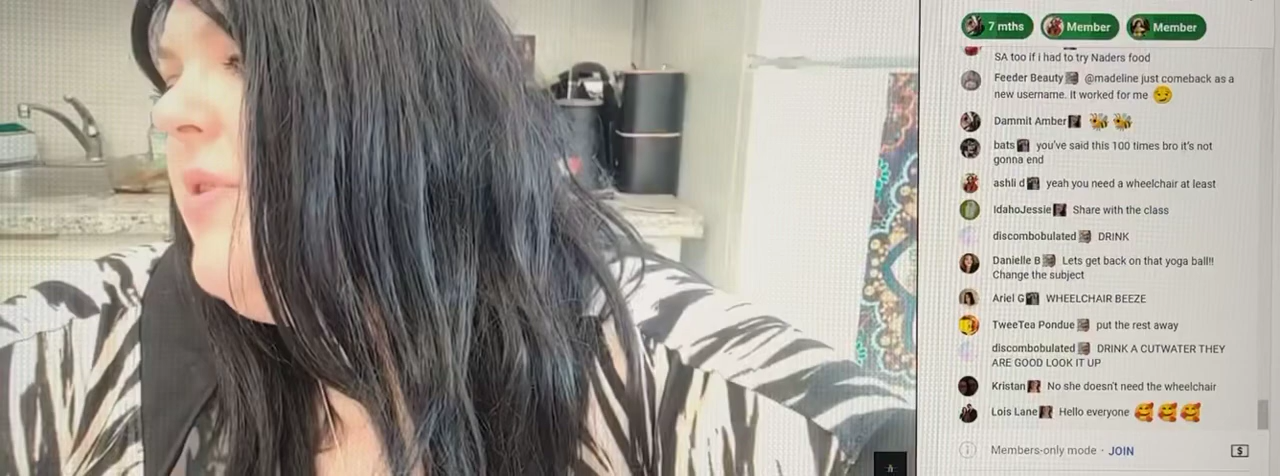 7 mths
Member
Member
SA too if i had to try Naders food
Feeder Beauty @madeline just comeback as a
new username. It worked for me
Dammit Amber
bats you've said this 100 times bro it's not
gonna end
ashli d yeah you need a wheelchair at least
IdahoJessie Share with the class
discombobulated DRINK
Danielle B Lets get back on that yoga ball!!
Change the subject
Ariel G WHEELCHAIR BEEZE
TweeTea Pondue put the rest away
discombobulated DRINK A CUTWATER THEY
ARE GOOD LOOK IT UP
Kristan No she doesn't need the wheelchair
Lois Lane Hello everyone
Members-only mode · JOIN